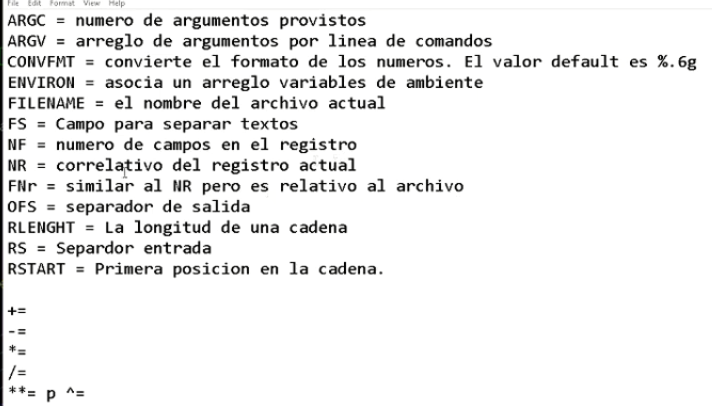 File Edit Format View Help
ARGC = numero de argumentos provistos
ARGV = arreglo de argumentos por linea de comandos
CONVFMT = convierte el formato de los numeros. El valor default es %.6g
ENVIRON = asocia un arreglo variables de ambiente
FILENAME = el nombre del archivo actual
FS = Campo para separar textos
NF = numero de campos en el registro
NR = correlativo del registro actual
FNr = similar al NR pero es relativo al archivo
OFS = separador de salida
RLENGHT = La longitud de una cadena
RS = Separdor entrada
RSTART = Primera posicion en la cadena.
+=
-=
*=
/=
**= p ^=